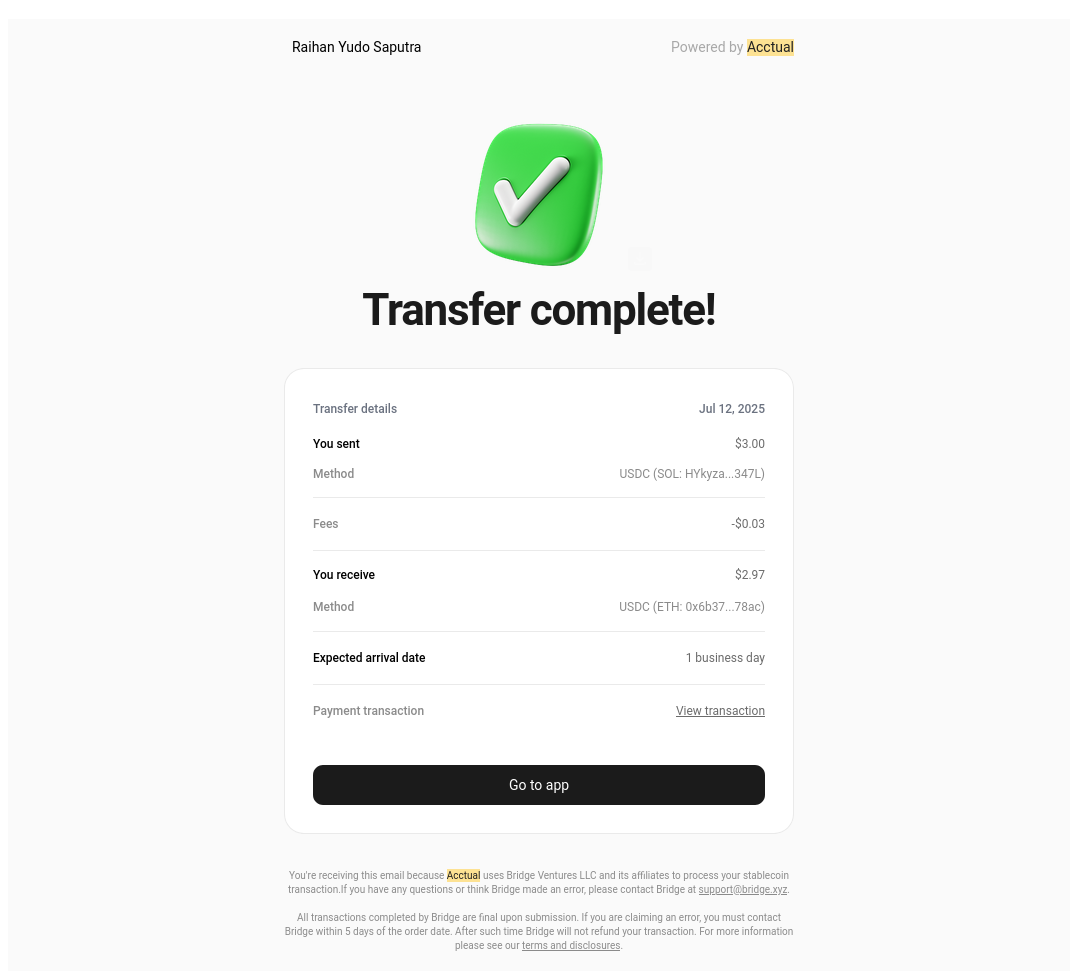 Raihan Yudo Saputra Powered by Acctual
Transfer complete!
Transfer details Jul 12, 2025
You sent $3.00
Method USDC (SOL: HYkyza...347L)
Fees -$0.03
You receive $2.97
Method USDC (ETH: 0x6b37...78ac)
Expected arrival date 1 business day
Payment transaction View transaction
Go to app
You're receiving this email because Acctual uses Bridge Ventures LLC and its affiliates to process your stablecoin
transaction.If you have any questions or think Bridge made an error, please contact Bridge at support@bridge.xyz.
All transactions completed by Bridge are final upon submission. If you are claiming an error, you must contact
Bridge within 5 days of the order date. After such time Bridge will not refund your transaction. For more information
please see our terms and disclosures.